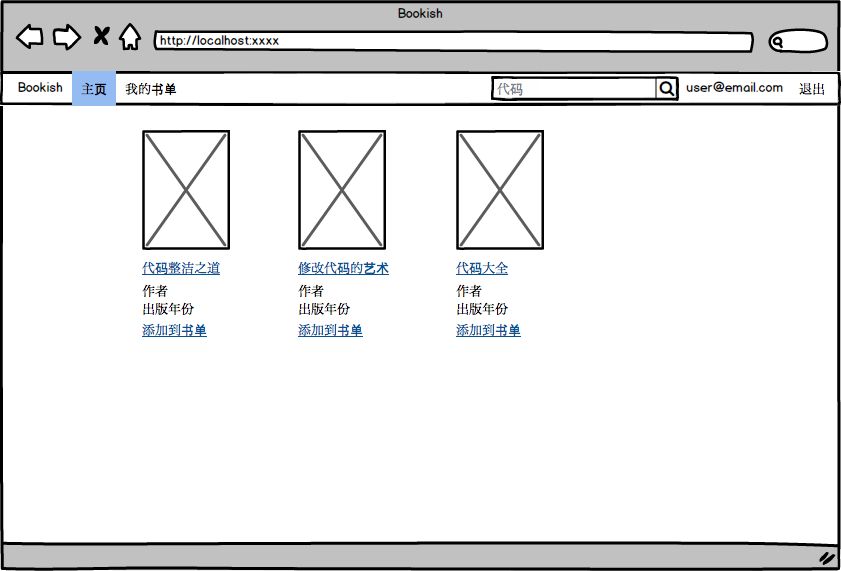 Bookish
http://localhost:xxxx
Bookish 主页 我的书单 代码 user@email.com 退出
代码整洁之道 修改代码的艺术 代码大全
作者 作者 作者
出版年份 出版年份 出版年份
添加到书单 添加到书单 添加到书单